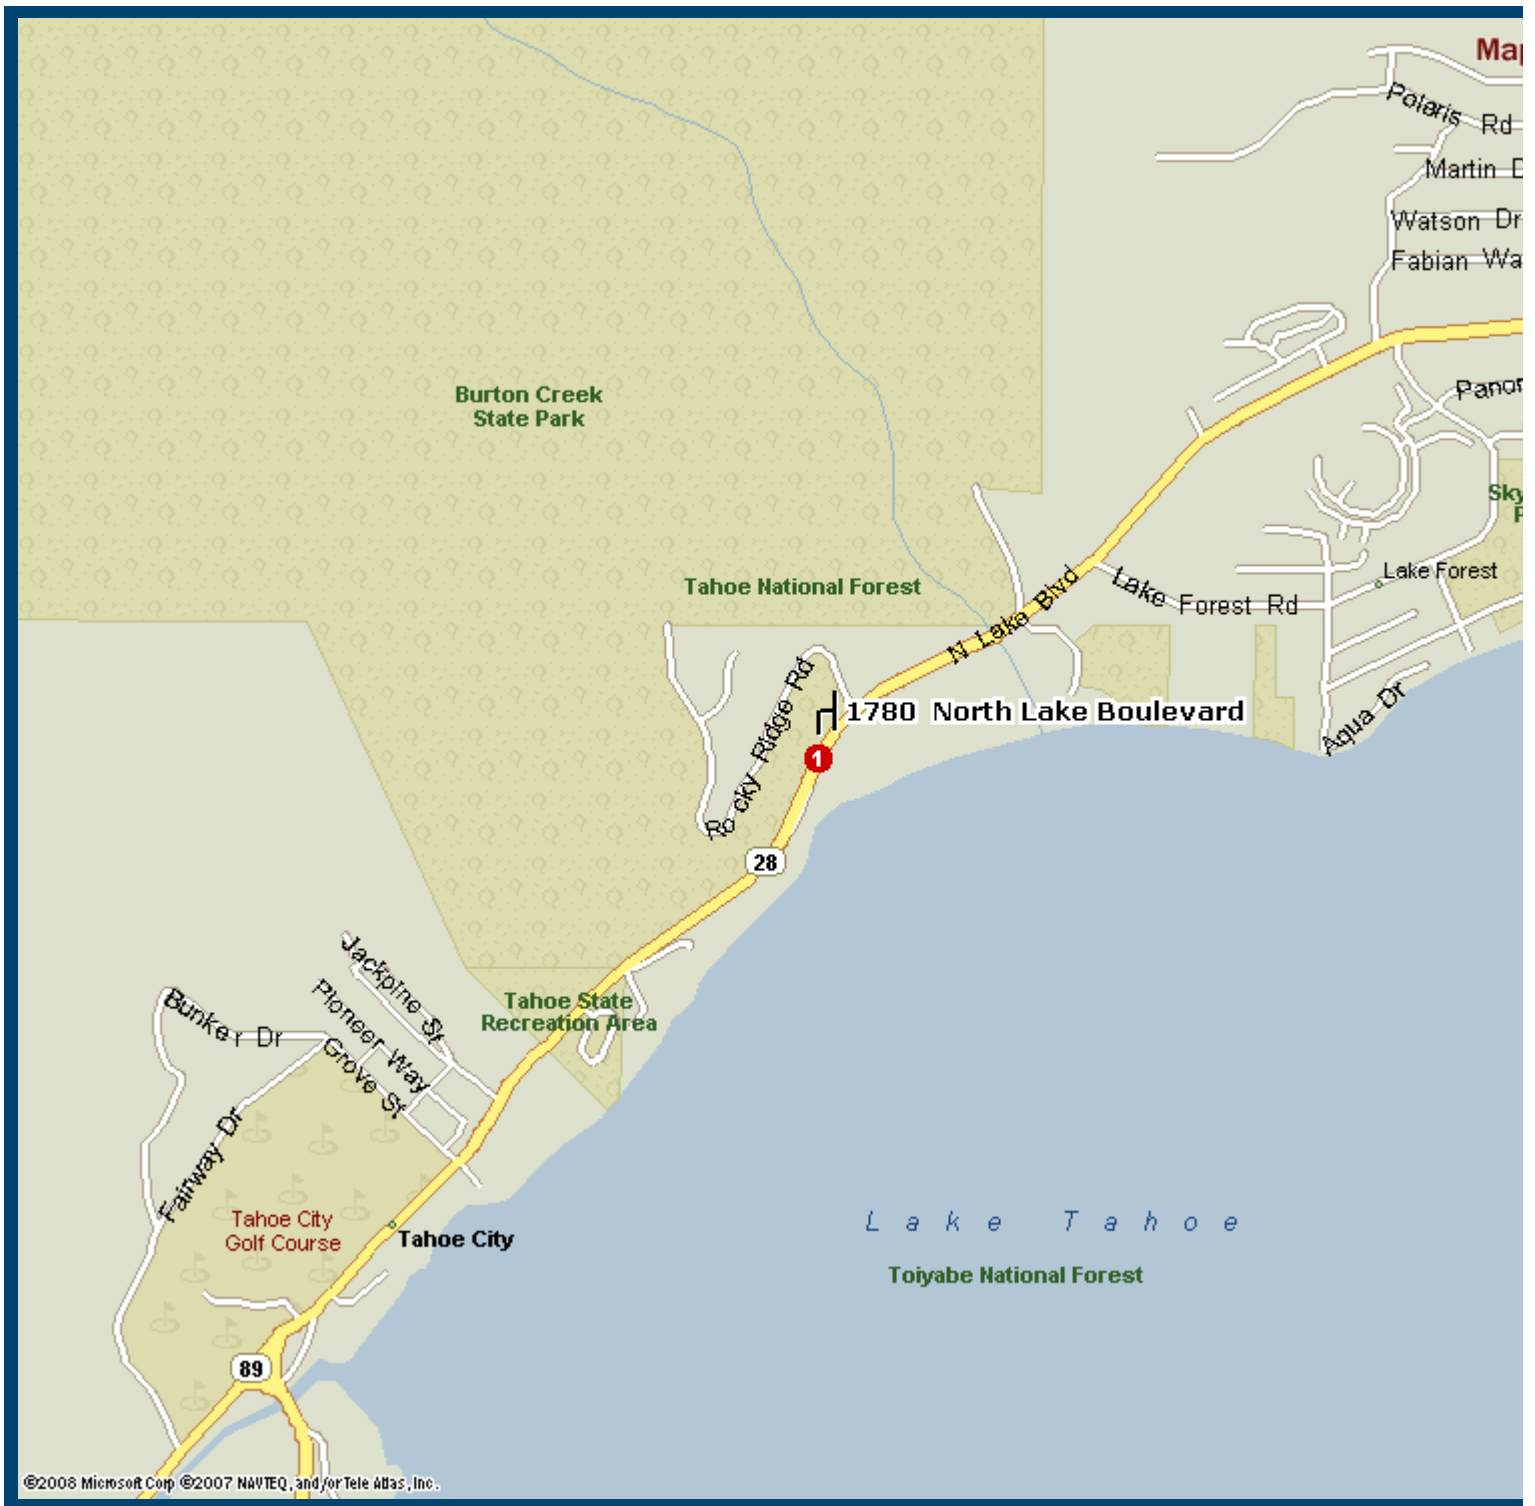 Map
Polaris Rd
Martin D
Watson Dr
Fabian Wa
Burton Creek
State Park
Panor
Sky
P
Tahoe National Forest
N Lake Blvd
Lake Forest Rd
Lake Forest
Rocky Ridge Rd
1780 North Lake Boulevard
Aqua Dr
1
28
Jackpine St
Pioneer Way
Bunker Dr
Grove St
Tahoe State
Recreation Area
Fairway Dr
Tahoe City
Golf Course
Tahoe City
Lake Tahoe
Toiyabe National Forest
89
©2008 Microsoft Corp ©2007 NAVTEQ, and/or Tele Atlas, Inc.